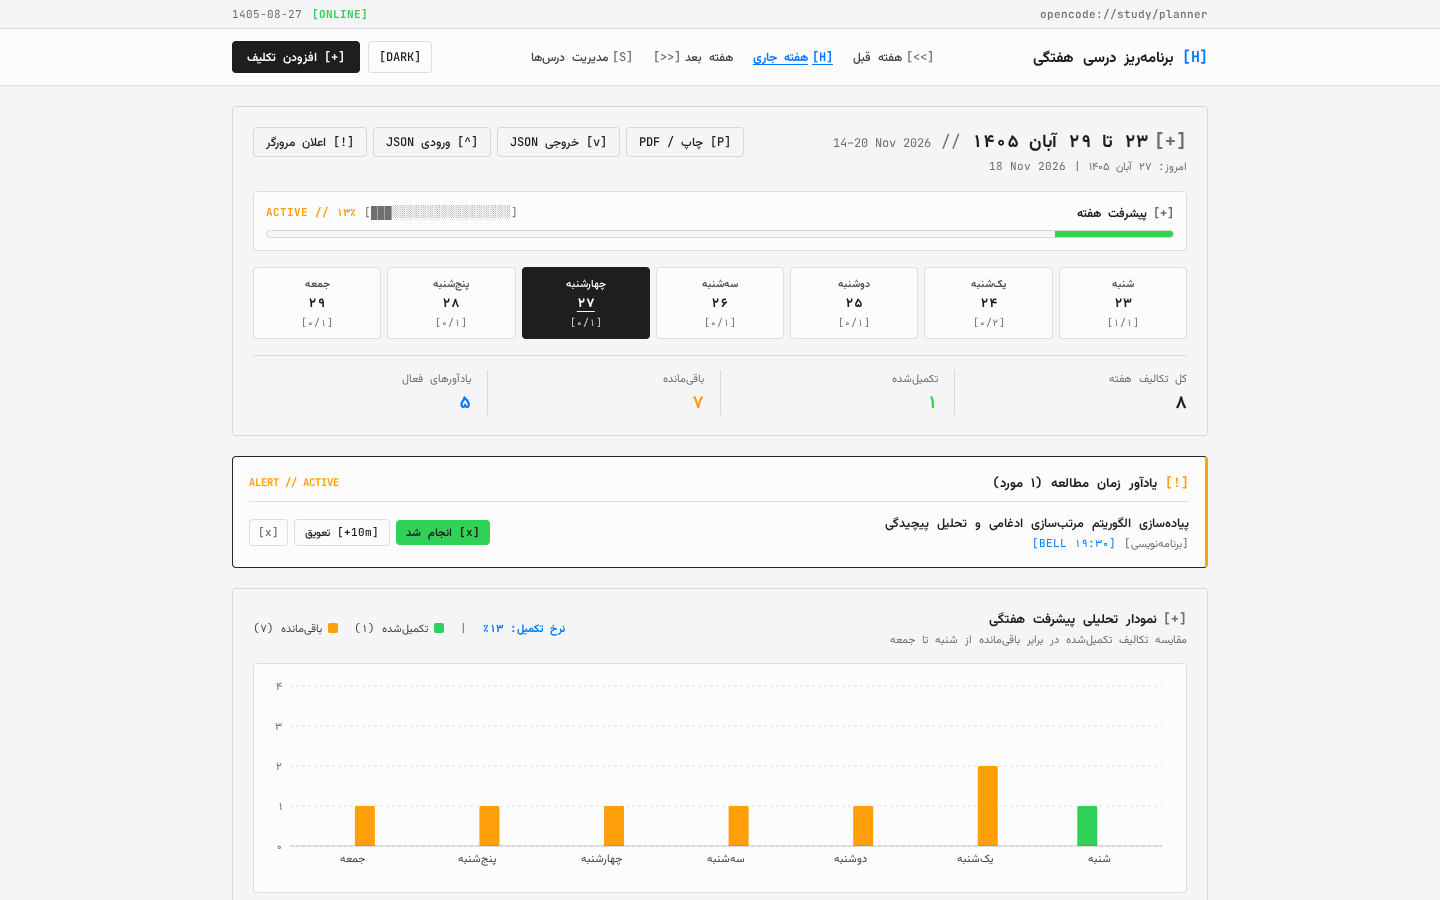 opencode://study/planner
1405-08-27 [ONLINE]
[H] برنامه‌ریز درسی هفتگی
[>>] هفته قبل
[H] هفته جاری
هفته بعد [<<]
[S] مدیریت درس‌ها
[DARK]
[+] افزودن تکلیف
[+] ۲۳ تا ۲۹ آبان ۱۴۰۵ // 14–20 Nov 2026
امروز: ۲۷ آبان ۱۴۰۵ | 18 Nov 2026
[P] چاپ / PDF
[v] خروجی JSON
[^] ورودی JSON
[!] اعلان مرورگر
[+] پیشرفت هفته
[███░░░░░░░░░░░░░░░░░] ACTIVE // ۱۳٪
شنبه
۲۳
[۱/۱]
یک‌شنبه
۲۴
[۰/۲]
دوشنبه
۲۵
[۰/۱]
سه‌شنبه
۲۶
[۰/۱]
چهارشنبه
۲۷
[۰/۱]
پنج‌شنبه
۲۸
[۰/۱]
جمعه
۲۹
[۰/۱]
کل تکالیف هفته
۸
تکمیل‌شده
۱
باقی‌مانده
۷
یادآورهای فعال
۵
[!] یادآور زمان مطالعه (۱ مورد)
ALERT // ACTIVE
پیاده‌سازی الگوریتم مرتب‌سازی ادغامی و تحلیل پیچیدگی
[برنامه‌نویسی] [BELL ۱۹:۳۰]
[x] انجام شد
[+10m] تعویق
[x]
[+] نمودار تحلیلی پیشرفت هفتگی
مقایسه تکالیف تکمیل‌شده در برابر باقی‌مانده از شنبه تا جمعه
نرخ تکمیل: ۱۳٪ | تکمیل‌شده (۱) باقی‌مانده (۷)
۴
۳
۲
۱
۰
شنبه
یک‌شنبه
دوشنبه
سه‌شنبه
چهارشنبه
پنج‌شنبه
جمعه